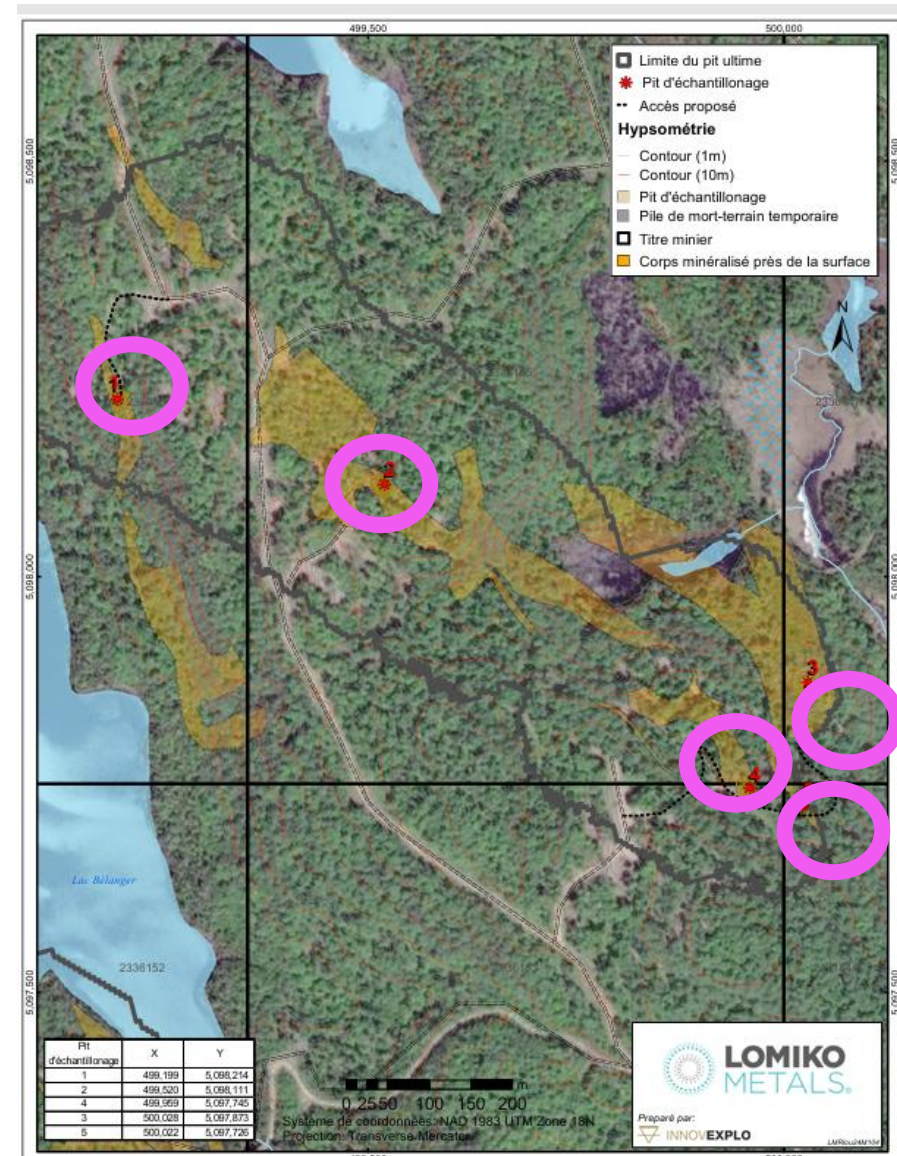 499,500 500,000
Limite du pit ultime
Pit d'échantillonage
Accès proposé
Hypsométrie
Contour (1m)
Contour (10m)
Pit d'échantillonage
Pile de mort-terrain temporaire
Titre minier
Corps minéralisé près de la surface
5,098,500 5,098,500
N
1
2
5,098,000 5,098,000
3
4
Lac Bélanger
2336152
5,097,500 5,097,500
Pit d'échantillonage X Y
1 499,199 5,098,214
2 499,520 5,098,111
4 499,959 5,097,745
3 500,028 5,097,873
5 500,022 5,097,726
m
0 25 50 100 150 200
Système de coordonnées: NAD 1983 UTM Zone 18N
Projection: Transverse Mercator
LOMIKO
METALS.
Preparé par:
INNOVEXPLO